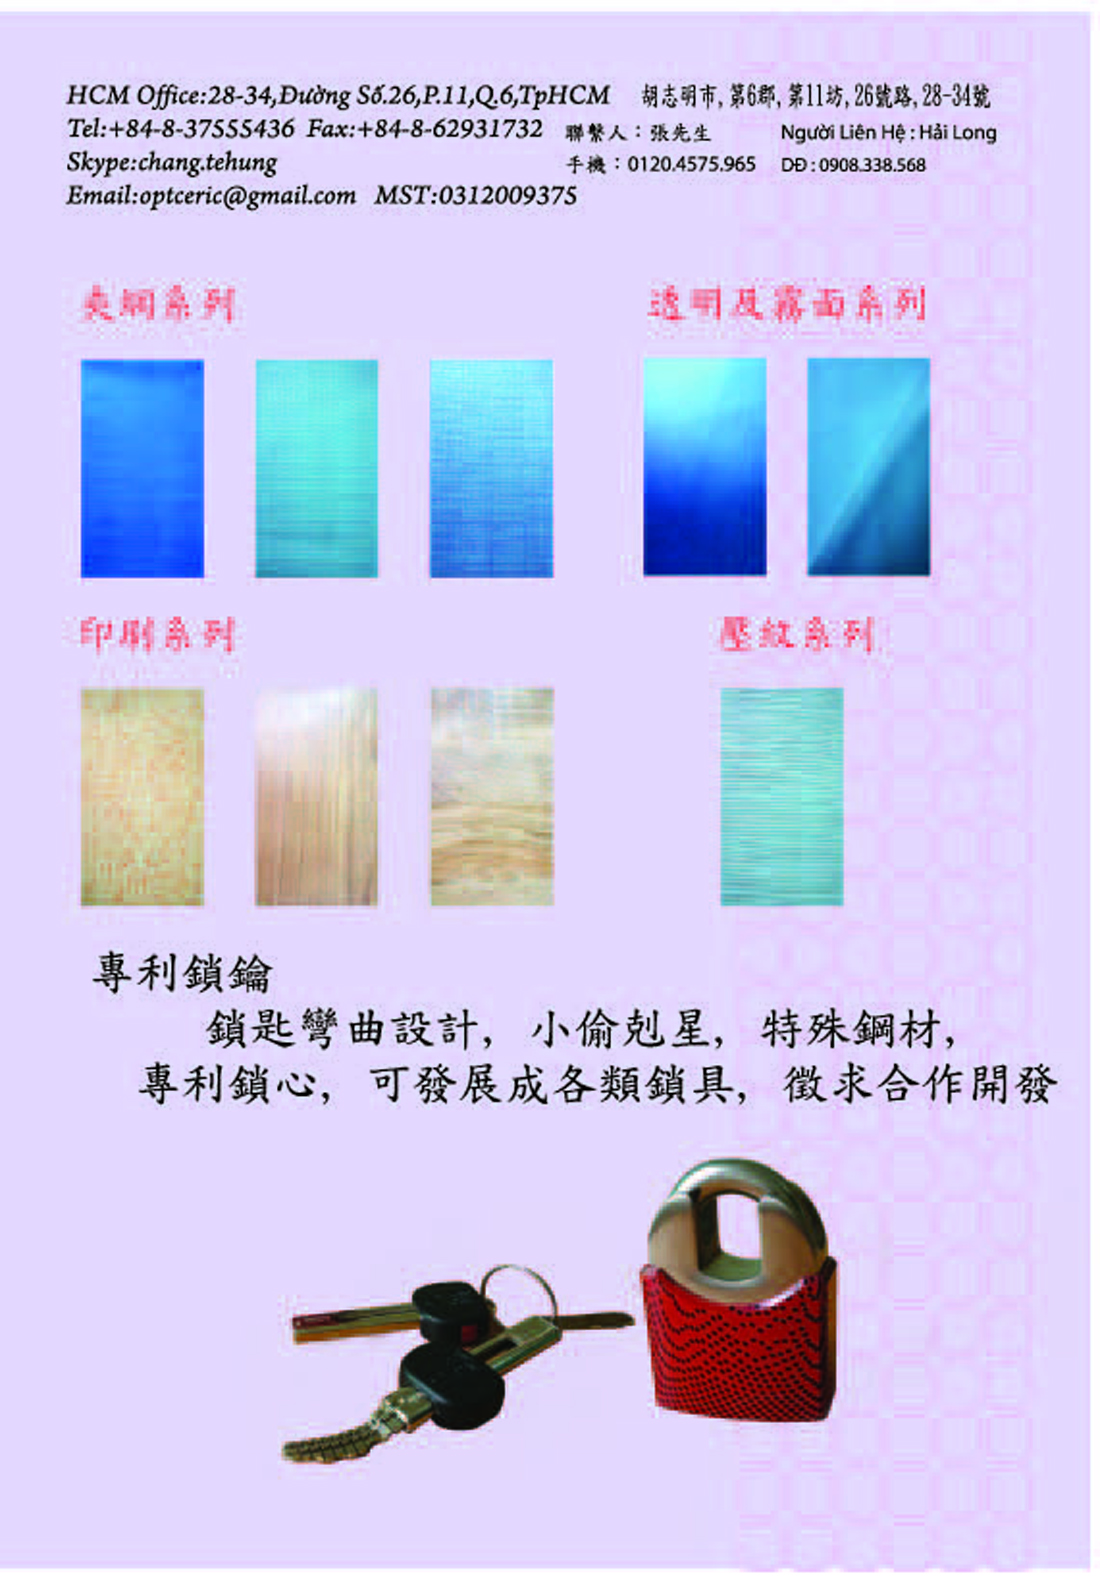 HCM Office:28-34,Đường Số.26,P.11,Q.6,TpHCM 胡志明市,第6郡,第11坊,26號路,28-34號
Tel:+84-8-37555436 Fax:+84-8-62931732 聯繫人：張先生 Người Liên Hệ : Hải Long
Skype:chang.tehung 手機：0120.4575.965 DĐ : 0908.338.568
Email:optceric@gmail.com MST:0312009375
夾網系列 透明及霧面系列
印刷系列 壓紋系列
專利鎖鑰
鎖匙彎曲設計, 小偷剋星, 特殊鋼材,
專利鎖心, 可發展成各類鎖具, 徵求合作開發